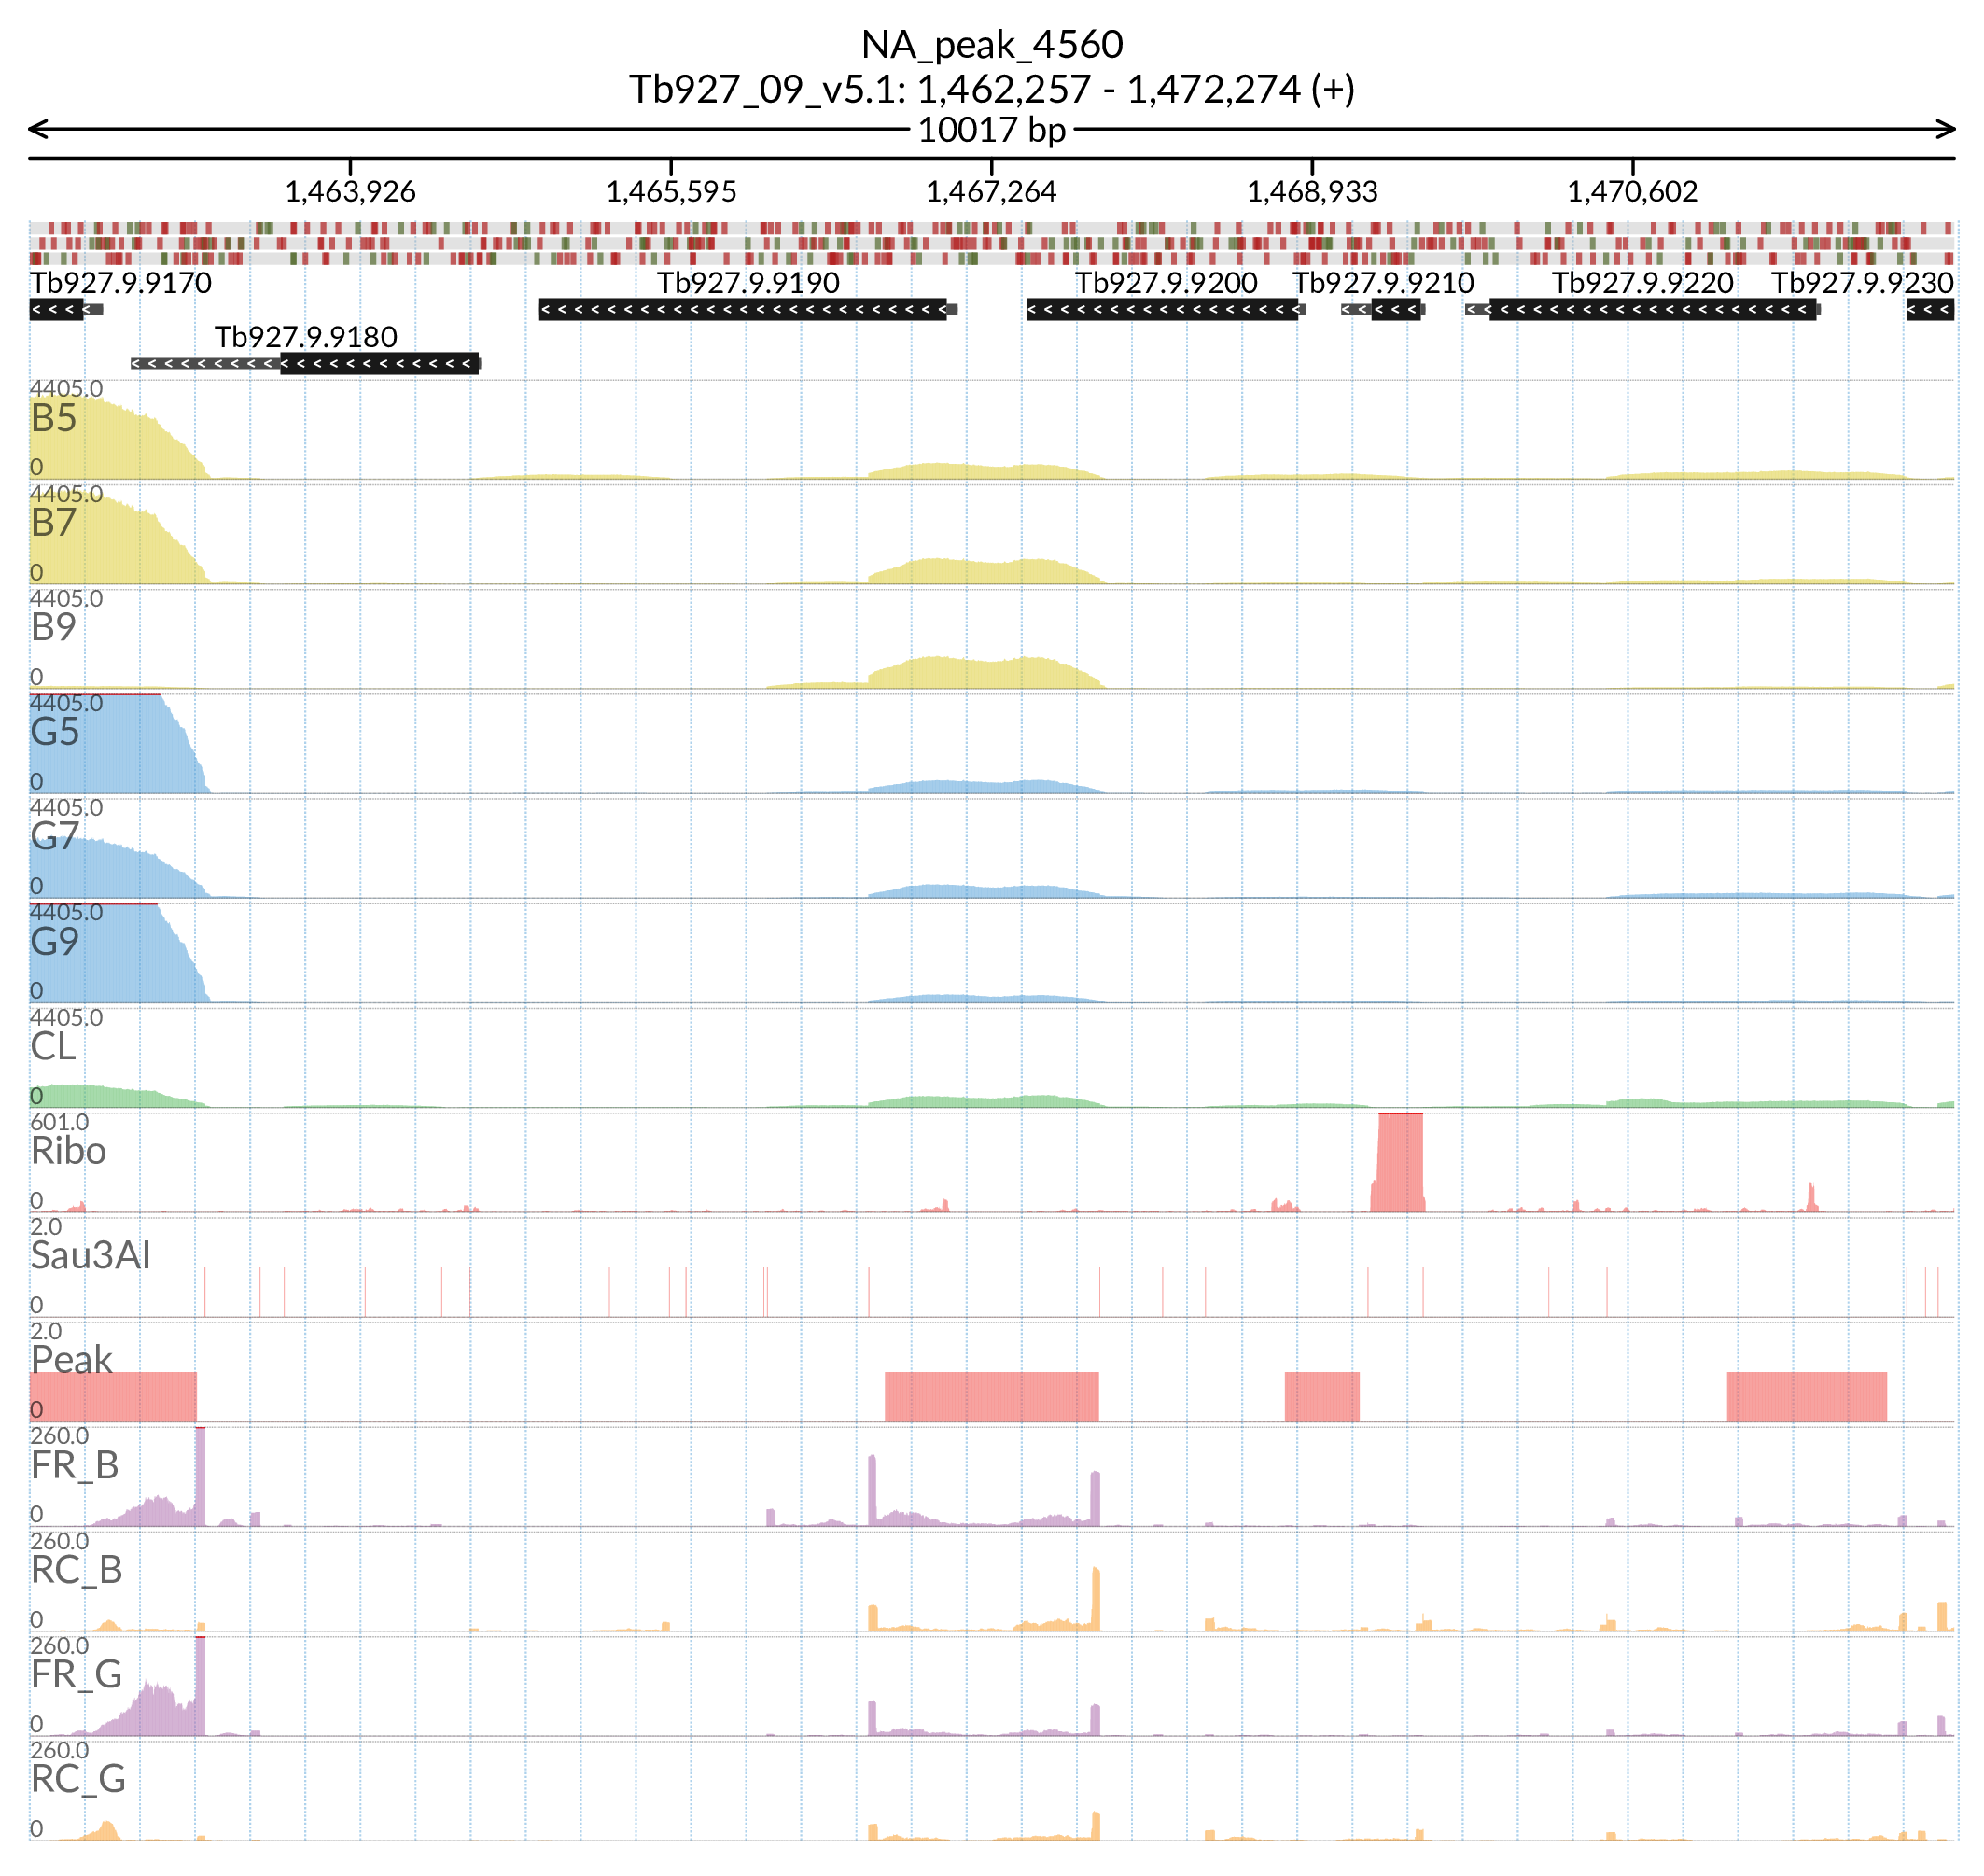 NA_peak_4560
Tb927_09_v5.1: 1,462,257 - 1,472,274 (+)
10017 bp
1,463,926 1,465,595 1,467,264 1,468,933 1,470,602
Tb927.9.9170 Tb927.9.9190 Tb927.9.9200 Tb927.9.9210 Tb927.9.9220 Tb927.9.9230
Tb927.9.9180
4405.0
B5
0
4405.0
B7
0
4405.0
B9
0
4405.0
G5
0
4405.0
G7
0
4405.0
G9
0
4405.0
CL
0
601.0
Ribo
0
2.0
Sau3AI
0
2.0
Peak
0
260.0
FR_B
0
260.0
RC_B
0
260.0
FR_G
0
260.0
RC_G
0